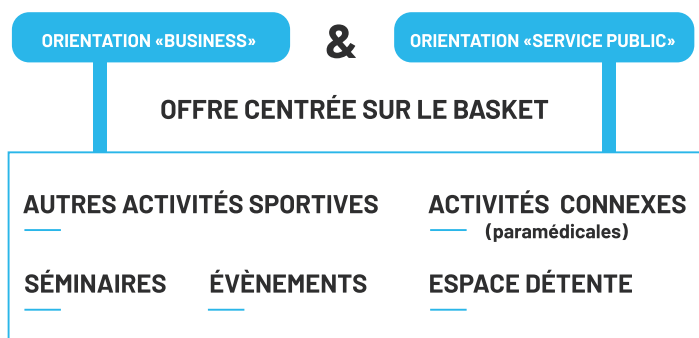 ORIENTATION «BUSINESS» & ORIENTATION «SERVICE PUBLIC»
OFFRE CENTRÉE SUR LE BASKET
AUTRES ACTIVITÉS SPORTIVES
ACTIVITÉS CONNEXES
(paramédicales)
SÉMINAIRES
ÉVÈNEMENTS
ESPACE DÉTENTE